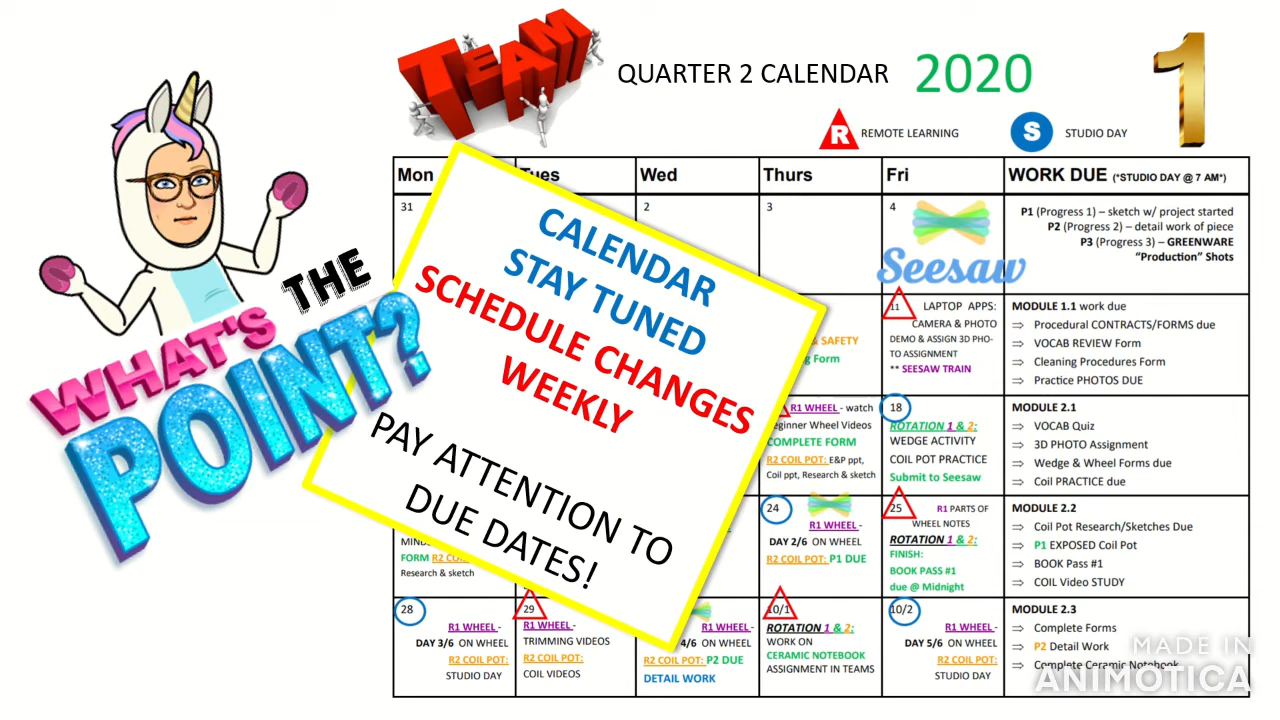 TEAM
QUARTER 2 CALENDAR 2020
1
R REMOTE LEARNING
S STUDIO DAY
WHAT'S THE
POINT?
CALENDAR
STAY TUNED
SCHEDULE CHANGES
WEEKLY
PAY ATTENTION TO
DUE DATES!
Mon
Wed
Thurs
Fri
WORK DUE (*STUDIO DAY @ 7 AM*)
31
2
3
4
Seesaw
P1 (Progress 1) – sketch w/ project started
P2 (Progress 2) – detail work of piece
P3 (Progress 3) – GREENWARE
“Production” Shots
& SAFETY
Form
11 LAPTOP APPS:
CAMERA & PHOTO
DEMO & ASSIGN 3D PHO-
TO ASSIGNMENT
** SEESAW TRAIN
MODULE 1.1 work due
⇒ Procedural CONTRACTS/FORMS due
⇒ VOCAB REVIEW Form
⇒ Cleaning Procedures Form
⇒ Practice PHOTOS DUE
R1 WHEEL - watch
Wheel Videos
COMPLETE FORM
R2 COIL POT: E&P ppt,
Coil ppt, Research & sketch
18
ROTATION 1 & 2:
WEDGE ACTIVITY
COIL POT PRACTICE
Submit to Seesaw
MODULE 2.1
⇒ VOCAB Quiz
⇒ 3D PHOTO Assignment
⇒ Wedge & Wheel Forms due
⇒ Coil PRACTICE due
FORM R2
Research & sketch
24
R1 WHEEL -
DAY 2/6 ON WHEEL
R2 COIL POT: P1 DUE
25 R1 PARTS OF
WHEEL NOTES
ROTATION 1 & 2:
FINISH:
BOOK PASS #1
due @ Midnight
MODULE 2.2
⇒ Coil Pot Research/Sketches Due
⇒ P1 EXPOSED Coil Pot
⇒ BOOK Pass #1
⇒ COIL Video STUDY
28
R1 WHEEL -
DAY 3/6 ON WHEEL
R2 COIL POT:
STUDIO DAY
29
R1 WHEEL -
TRIMMING VIDEOS
R2 COIL POT:
COIL VIDEOS
R1 WHEEL -
4/6 ON WHEEL
R2 COIL POT: P2 DUE
DETAIL WORK
10/1
ROTATION 1 & 2:
WORK ON
CERAMIC NOTEBOOK
ASSIGNMENT IN TEAMS
10/2
R1 WHEEL -
DAY 5/6 ON WHEEL
R2 COIL POT:
STUDIO DAY
MODULE 2.3
⇒ Complete Forms
⇒ P2 Detail Work
⇒ Complete Ceramic Notebook
MADE IN
ANIMOTICA